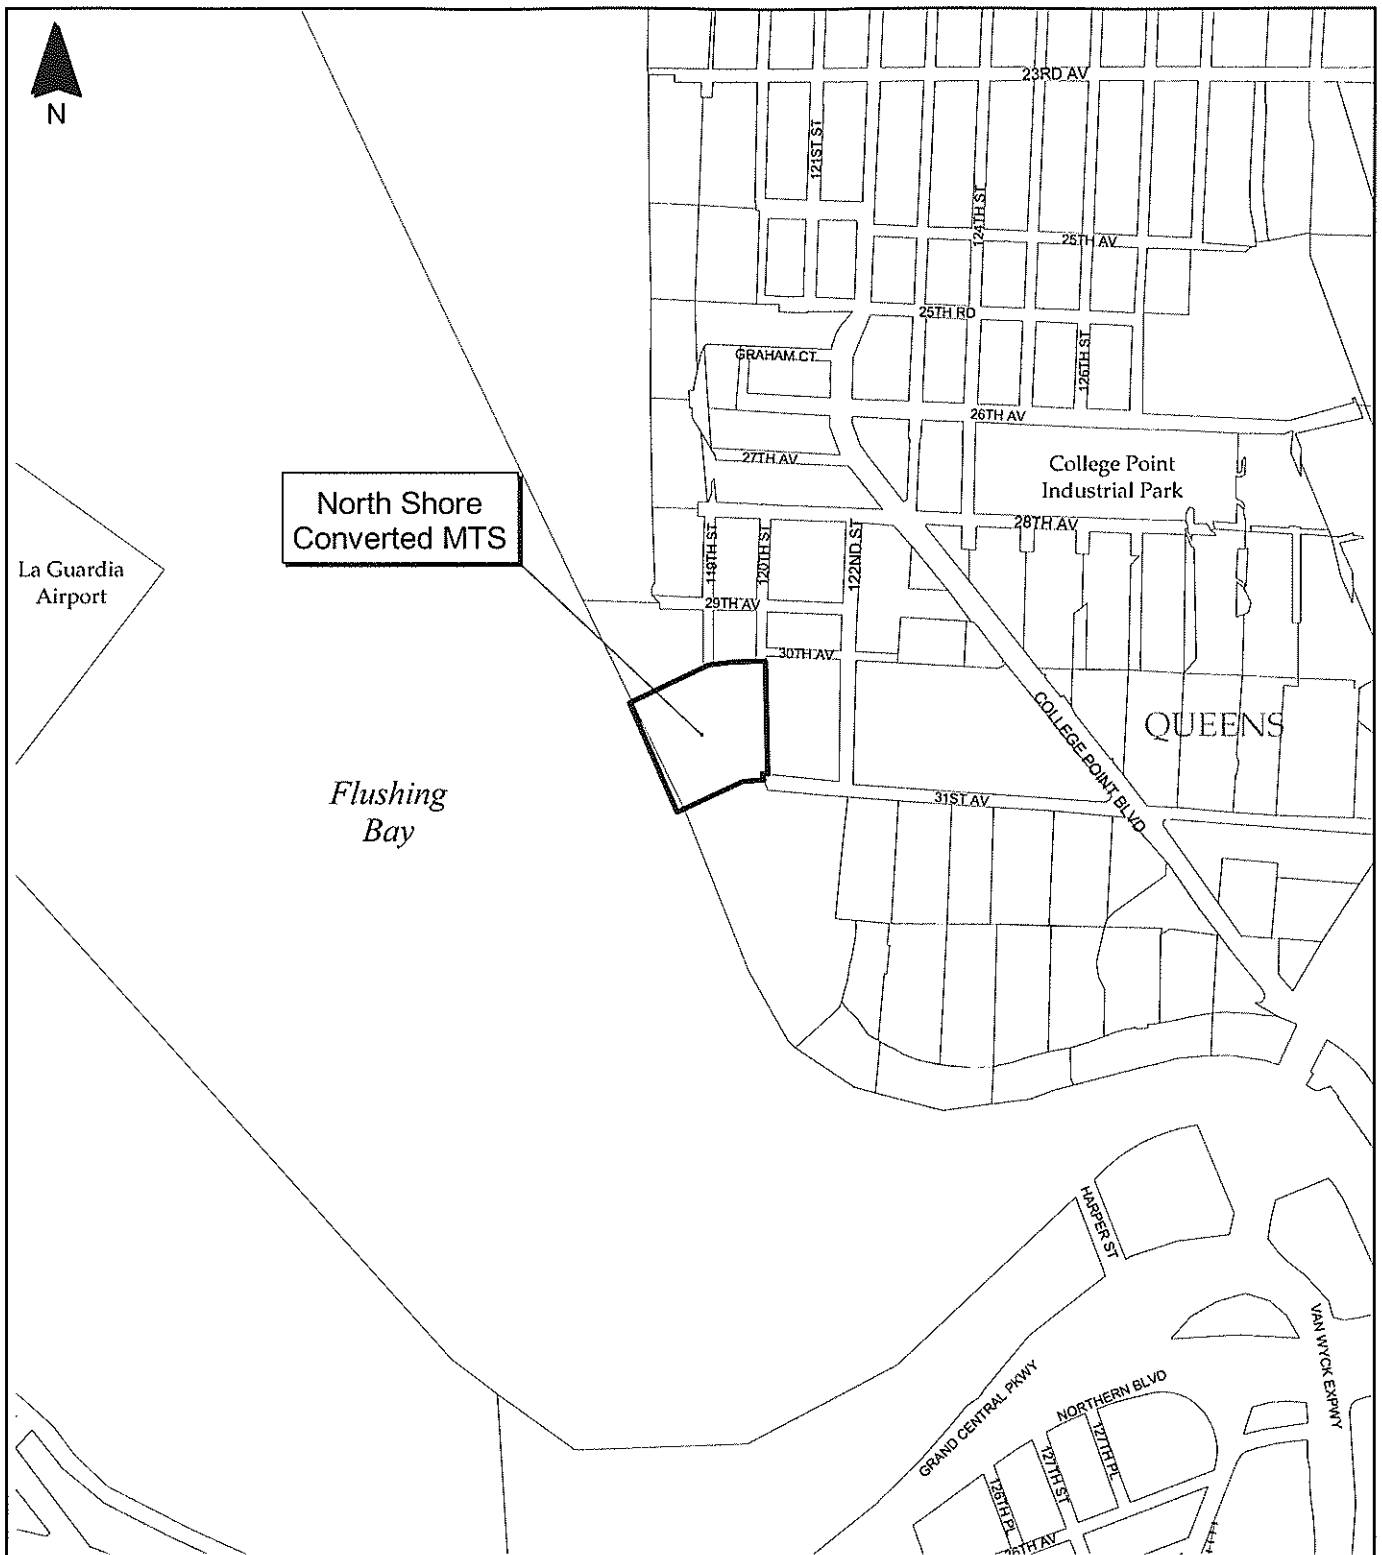 N
23RD AV
121ST ST
124TH ST
25TH AV
25TH RD
GRAHAM CT
126TH ST
26TH AV
27TH AV
College Point
Industrial Park
North Shore
Converted MTS
28TH AV
119TH ST
120TH ST
122ND ST
La Guardia
Airport
29TH AV
30TH AV
COLLEGE POINT BLVD
QUEENS
Flushing
Bay
31ST AV
HARPER ST
VAN WYCK EXPWY
GRAND CENTRAL PKWY
NORTHERN BLVD
127TH PL
127TH ST
126TH PL